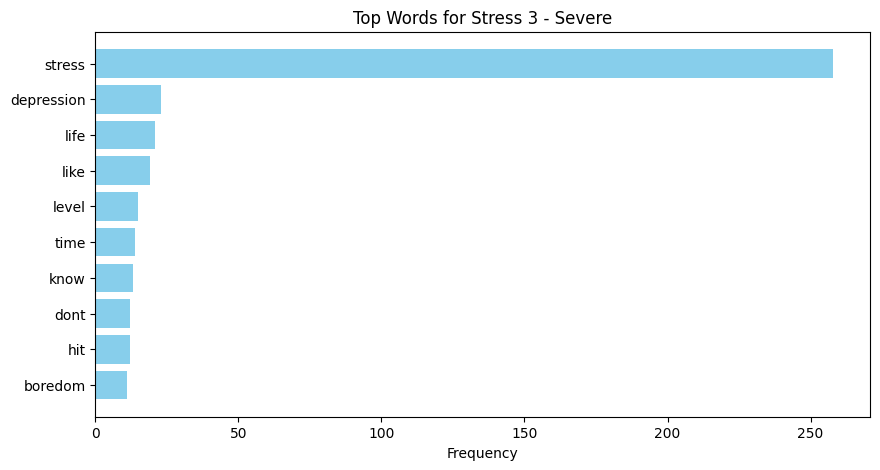 Top Words for Stress 3 - Severe
stress
depression
life
like
level
time
know
dont
hit
boredom
0 50 100 150 200 250
Frequency